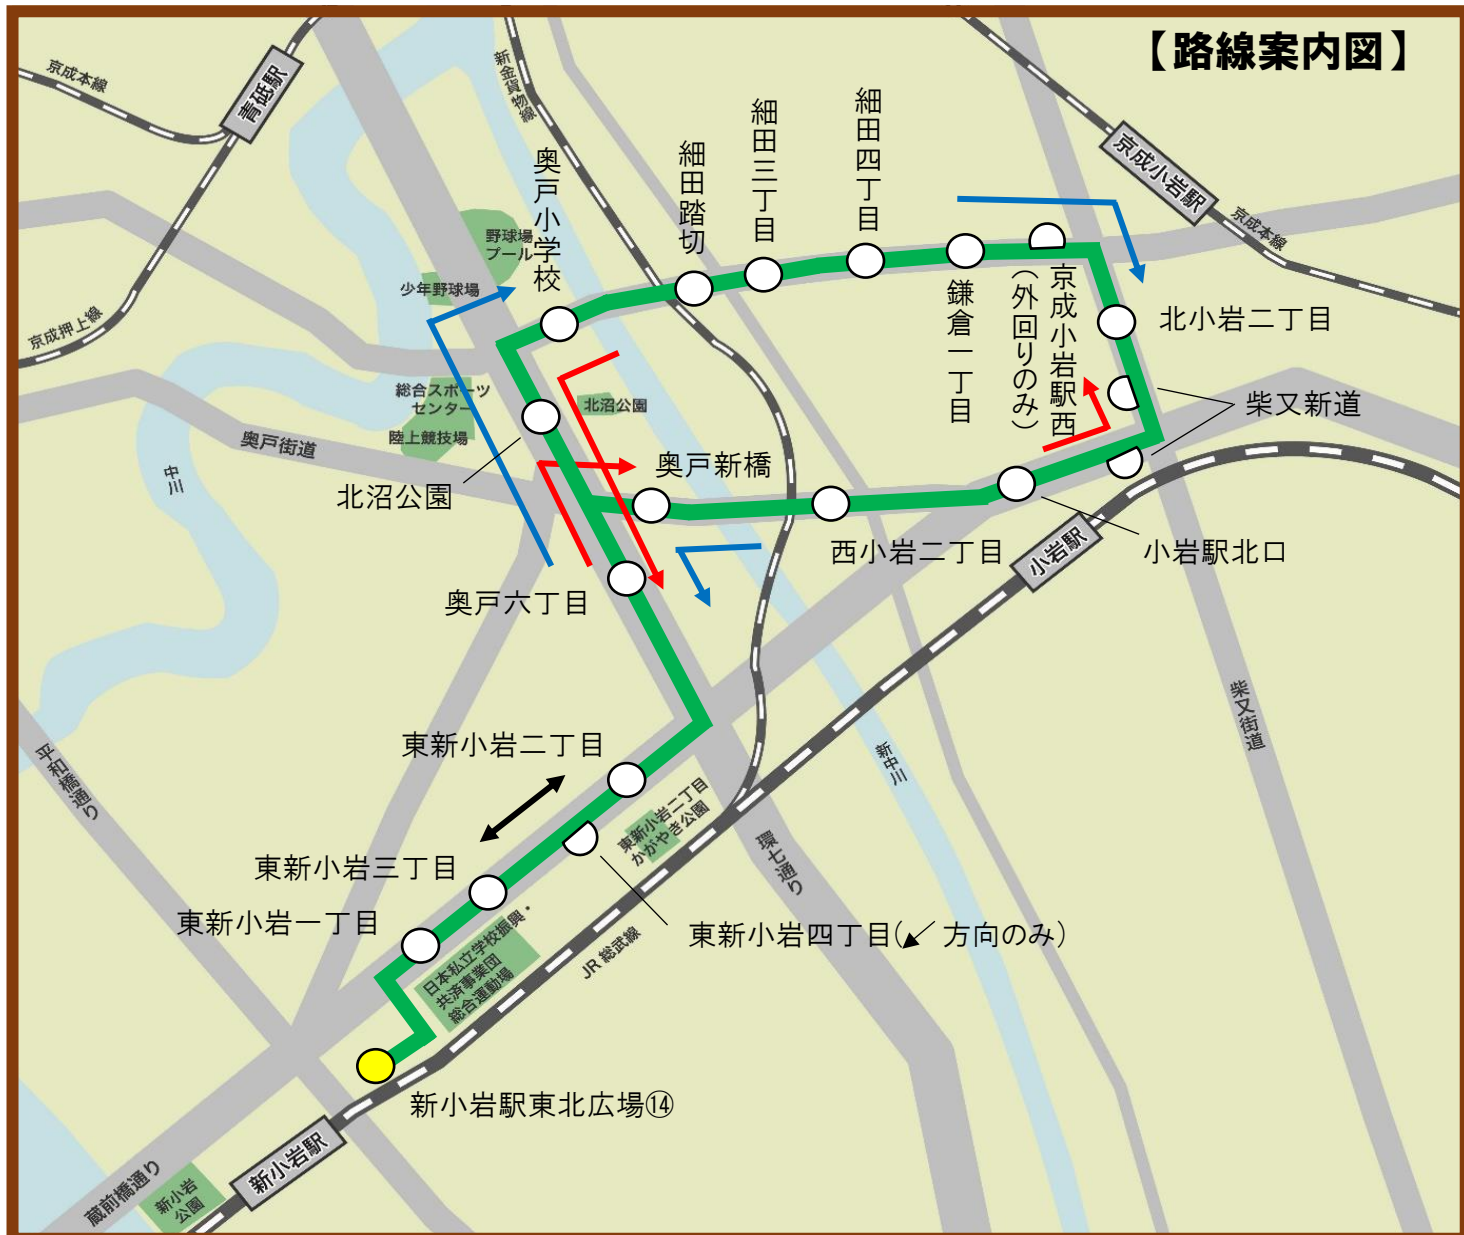 【路線案内図】
京成本線
青砥駅
新金貨物線
京成小岩駅
京成本線
細田四丁目
細田三丁目
細田踏切
奥戸小学校
野球場
プール
少年野球場
京成押上線
鎌倉一丁目
京成小岩駅西
(外回りのみ)
北小岩二丁目
柴又新道
総合スポーツ
センター
陸上競技場
北沼公園
奥戸街道
中川
北沼公園
奥戸新橋
西小岩二丁目
小岩駅
小岩駅北口
奥戸六丁目
柴又街道
平和橋通り
東新小岩二丁目
新中川
東新小岩二丁目
かがやき公園
環七通り
東新小岩三丁目
東新小岩一丁目
東新小岩四丁目(↙ 方向のみ)
日本私立学校振興・
共済事業団
総合運動場
JR 総武線
新小岩駅東北広場⑭
新小岩駅
蔵前橋通り
新小岩
公園